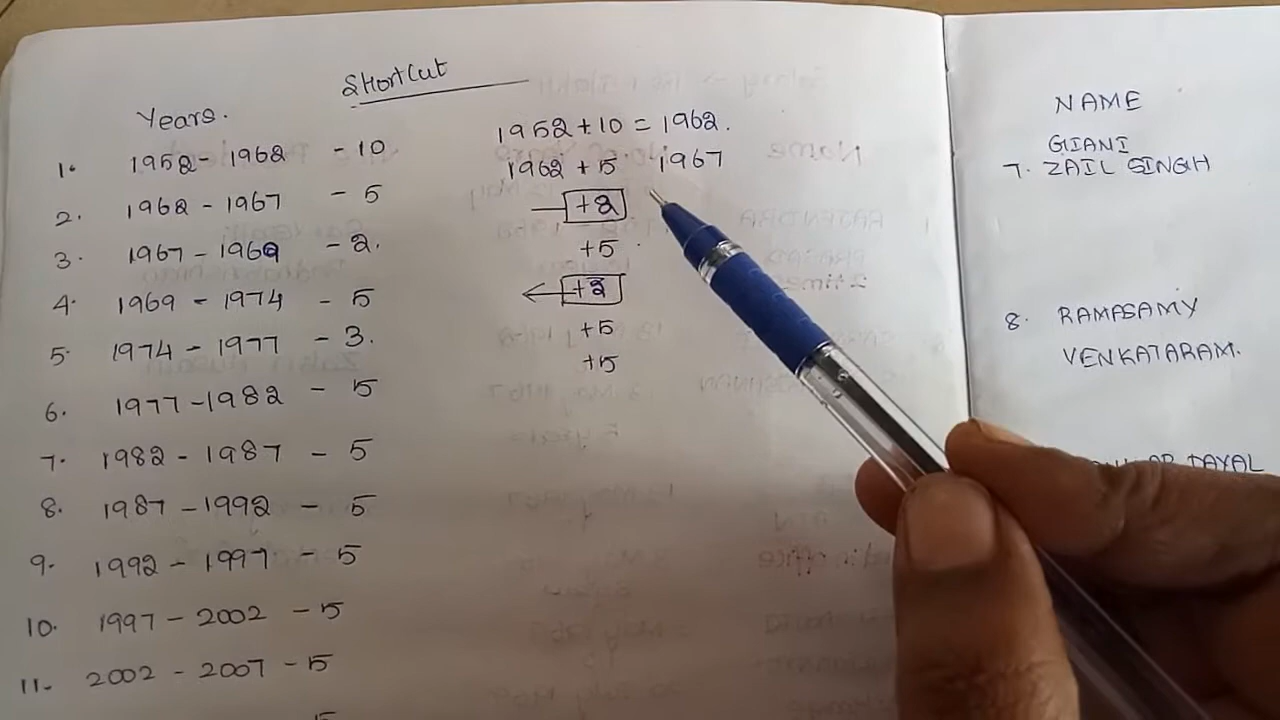 Shortcut
Years.
1. 1952 - 1962 - 10
2. 1962 - 1967 - 5
3. 1967 - 1969 - 2.
4. 1969 - 1974 - 5
5. 1974 - 1977 - 3.
6. 1977 - 1982 - 5
7. 1982 - 1987 - 5
8. 1987 - 1992 - 5
9. 1992 - 1997 - 5
10. 1997 - 2002 - 5
11. 2002 - 2007 - 5
1952 + 10 = 1962.
1962 + 5 1967
+2
+5
+5
+5
NAME
GIANI
7. ZAIL SINGH
8. RAMASAMY
VENKATARAM.
DAYAL